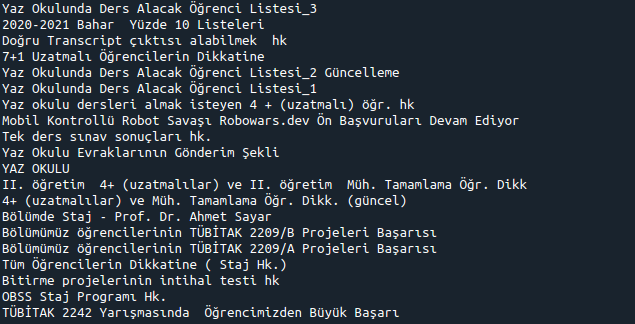 Yaz Okulunda Ders Alacak Öğrenci Listesi_3
2020-2021 Bahar  Yüzde 10 Listeleri
Doğru Transcript çıktısı alabilmek  hk
7+1 Uzatmalı Öğrencilerin Dikkatine
Yaz Okulunda Ders Alacak Öğrenci Listesi_2 Güncelleme
Yaz Okulunda Ders Alacak Öğrenci Listesi_1
Yaz okulu dersleri almak isteyen 4 + (uzatmalı) öğr. hk
Mobil Kontrollü Robot Savaşı Robowars.dev Ön Başvuruları Devam Ediyor
Tek ders sınav sonuçları hk.
Yaz Okulu Evraklarının Gönderim Şekli
YAZ OKULU
II. öğretim  4+ (uzatmalılar) ve II. öğretim  Müh. Tamamlama Öğr. Dikk
4+ (uzatmalılar) ve Müh. Tamamlama Öğr. Dikk. (güncel)
Bölümde Staj - Prof. Dr. Ahmet Sayar
Bölümümüz öğrencilerinin TÜBİTAK 2209/B Projeleri Başarısı
Bölümümüz öğrencilerinin TÜBİTAK 2209/A Projeleri Başarısı
Tüm Öğrencilerin Dikkatine ( Staj Hk.)
Bitirme projelerinin intihal testi hk
OBSS Staj Programı Hk.
TÜBİTAK 2242 Yarışmasında  Öğrencimizden Büyük Başarı